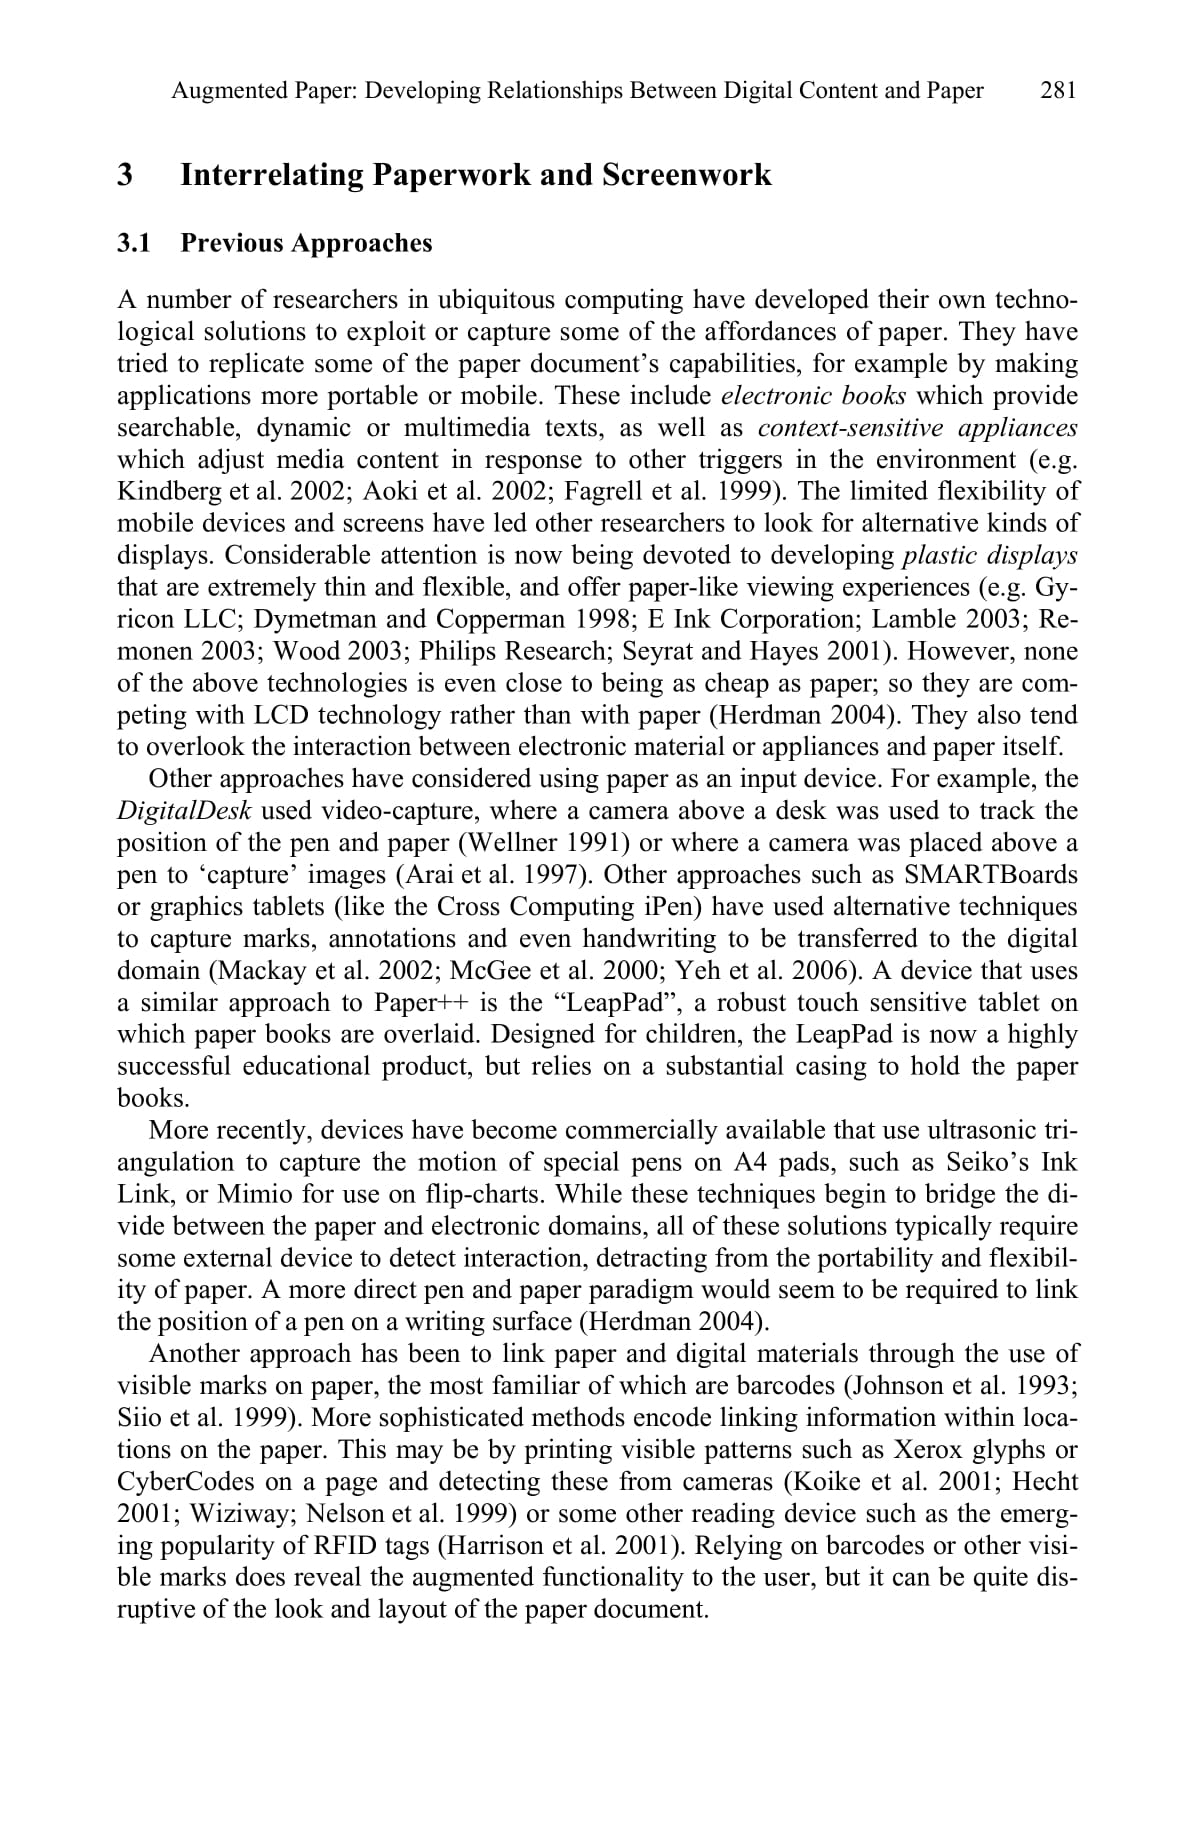 Augmented Paper: Developing Relationships Between Digital Content and Paper 281
3 Interrelating Paperwork and Screenwork
3.1 Previous Approaches
A number of researchers in ubiquitous computing have developed their own techno-
logical solutions to exploit or capture some of the affordances of paper. They have
tried to replicate some of the paper document’s capabilities, for example by making
applications more portable or mobile. These include electronic books which provide
searchable, dynamic or multimedia texts, as well as context-sensitive appliances
which adjust media content in response to other triggers in the environment (e.g.
Kindberg et al. 2002; Aoki et al. 2002; Fagrell et al. 1999). The limited flexibility of
mobile devices and screens have led other researchers to look for alternative kinds of
displays. Considerable attention is now being devoted to developing plastic displays
that are extremely thin and flexible, and offer paper-like viewing experiences (e.g. Gy-
ricon LLC; Dymetman and Copperman 1998; E Ink Corporation; Lamble 2003; Re-
monen 2003; Wood 2003; Philips Research; Seyrat and Hayes 2001). However, none
of the above technologies is even close to being as cheap as paper; so they are com-
peting with LCD technology rather than with paper (Herdman 2004). They also tend
to overlook the interaction between electronic material or appliances and paper itself.
Other approaches have considered using paper as an input device. For example, the
DigitalDesk used video-capture, where a camera above a desk was used to track the
position of the pen and paper (Wellner 1991) or where a camera was placed above a
pen to ‘capture’ images (Arai et al. 1997). Other approaches such as SMARTBoards
or graphics tablets (like the Cross Computing iPen) have used alternative techniques
to capture marks, annotations and even handwriting to be transferred to the digital
domain (Mackay et al. 2002; McGee et al. 2000; Yeh et al. 2006). A device that uses
a similar approach to Paper++ is the “LeapPad”, a robust touch sensitive tablet on
which paper books are overlaid. Designed for children, the LeapPad is now a highly
successful educational product, but relies on a substantial casing to hold the paper
books.
More recently, devices have become commercially available that use ultrasonic tri-
angulation to capture the motion of special pens on A4 pads, such as Seiko’s Ink
Link, or Mimio for use on flip-charts. While these techniques begin to bridge the di-
vide between the paper and electronic domains, all of these solutions typically require
some external device to detect interaction, detracting from the portability and flexibil-
ity of paper. A more direct pen and paper paradigm would seem to be required to link
the position of a pen on a writing surface (Herdman 2004).
Another approach has been to link paper and digital materials through the use of
visible marks on paper, the most familiar of which are barcodes (Johnson et al. 1993;
Siio et al. 1999). More sophisticated methods encode linking information within loca-
tions on the paper. This may be by printing visible patterns such as Xerox glyphs or
CyberCodes on a page and detecting these from cameras (Koike et al. 2001; Hecht
2001; Wiziway; Nelson et al. 1999) or some other reading device such as the emerg-
ing popularity of RFID tags (Harrison et al. 2001). Relying on barcodes or other visi-
ble marks does reveal the augmented functionality to the user, but it can be quite dis-
ruptive of the look and layout of the paper document.